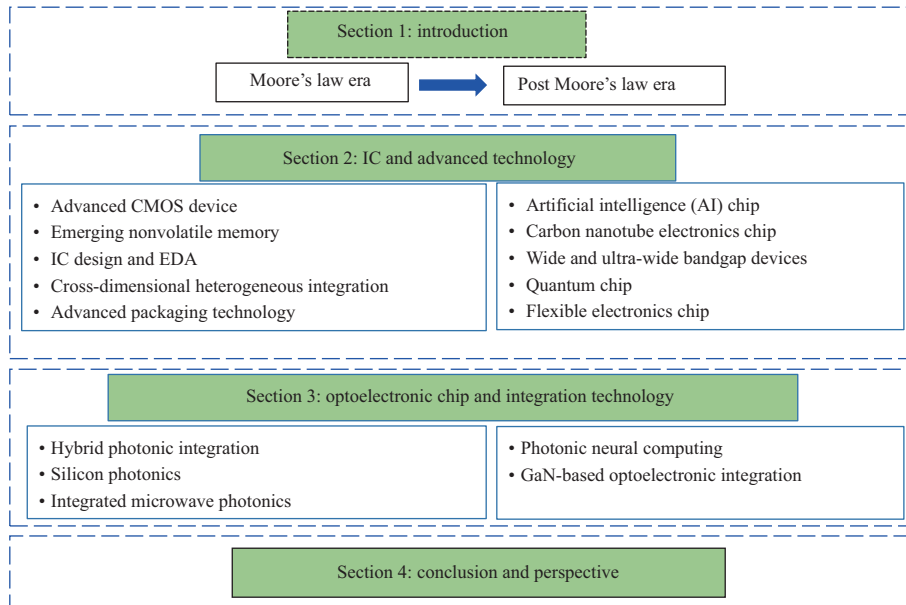 Section 1: introduction
Moore’s law era
Post Moore’s law era
Section 2: IC and advanced technology
• Advanced CMOS device
• Emerging nonvolatile memory
• IC design and EDA
• Cross-dimensional heterogeneous integration
• Advanced packaging technology
• Artificial intelligence (AI) chip
• Carbon nanotube electronics chip
• Wide and ultra-wide bandgap devices
• Quantum chip
• Flexible electronics chip
Section 3: optoelectronic chip and integration technology
• Hybrid photonic integration
• Silicon photonics
• Integrated microwave photonics
• Photonic neural computing
• GaN-based optoelectronic integration
Section 4: conclusion and perspective